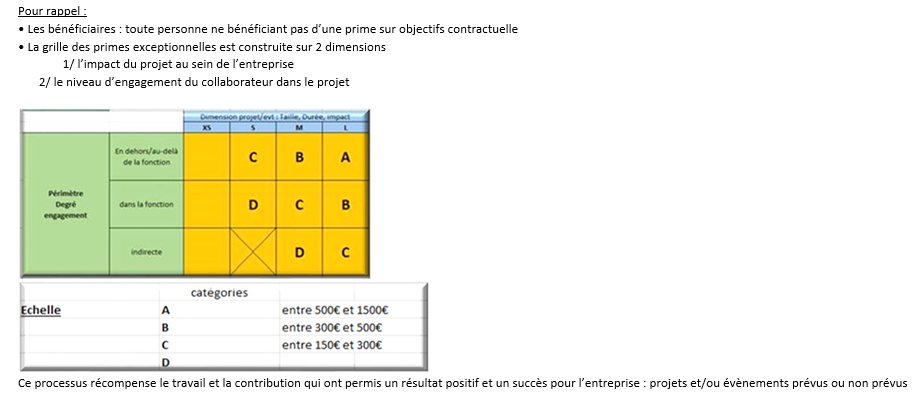 Pour rappel :
• Les bénéficiaires : toute personne ne bénéficiant pas d’une prime sur objectifs contractuelle
• La grille des primes exceptionnelles est construite sur 2 dimensions
1/ l’impact du projet au sein de l’entreprise
2/ le niveau d’engagement du collaborateur dans le projet
Dimension projet/evt : Taille, Durée, impact
XS S M L
En dehors/au-delà
de la fonction
C B A
Périmètre
Degré
engagement
dans la fonction D C B
indirecte D C
catégories
Echelle A entre 500€ et 1500€
B entre 300€ et 500€
C entre 150€ et 300€
D
Ce processus récompense le travail et la contribution qui ont permis un résultat positif et un succès pour l’entreprise : projets et/ou évènements prévus ou non prévus